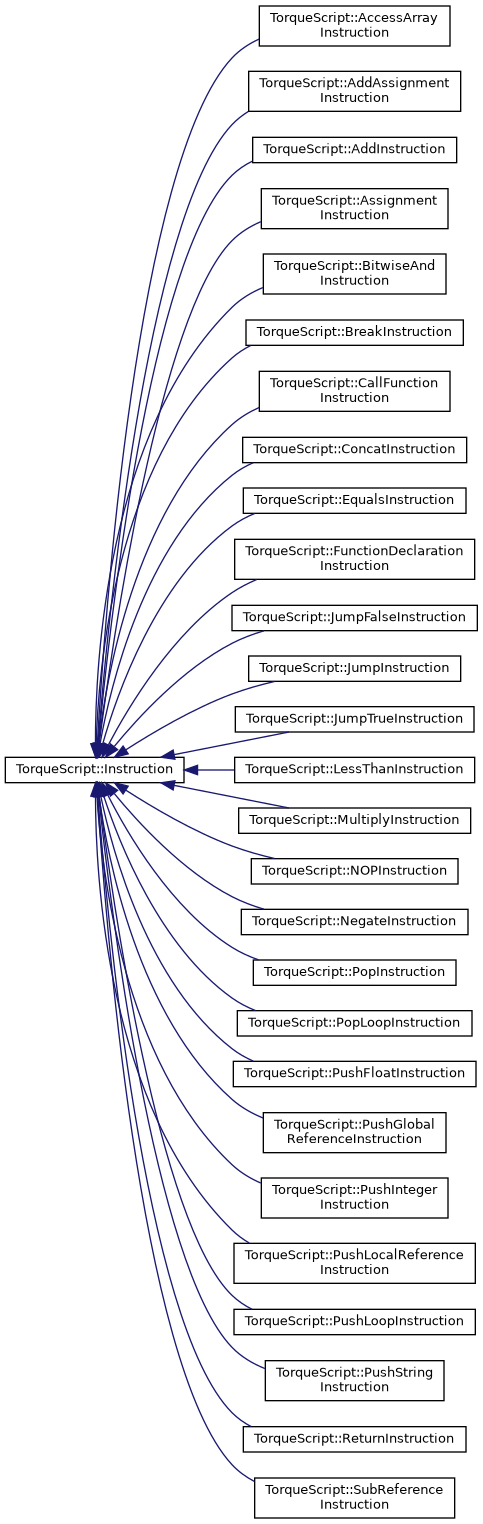 TorqueScript::AccessArray
Instruction
TorqueScript::AddAssignment
Instruction
TorqueScript::AddInstruction
TorqueScript::Assignment
Instruction
TorqueScript::BitwiseAnd
Instruction
TorqueScript::BreakInstruction
TorqueScript::CallFunction
Instruction
TorqueScript::ConcatInstruction
TorqueScript::EqualsInstruction
TorqueScript::FunctionDeclaration
Instruction
TorqueScript::JumpFalseInstruction
TorqueScript::JumpInstruction
TorqueScript::JumpTrueInstruction
TorqueScript::Instruction
TorqueScript::LessThanInstruction
TorqueScript::MultiplyInstruction
TorqueScript::NOPInstruction
TorqueScript::NegateInstruction
TorqueScript::PopInstruction
TorqueScript::PopLoopInstruction
TorqueScript::PushFloatInstruction
TorqueScript::PushGlobal
ReferenceInstruction
TorqueScript::PushInteger
Instruction
TorqueScript::PushLocalReference
Instruction
TorqueScript::PushLoopInstruction
TorqueScript::PushString
Instruction
TorqueScript::ReturnInstruction
TorqueScript::SubReference
Instruction